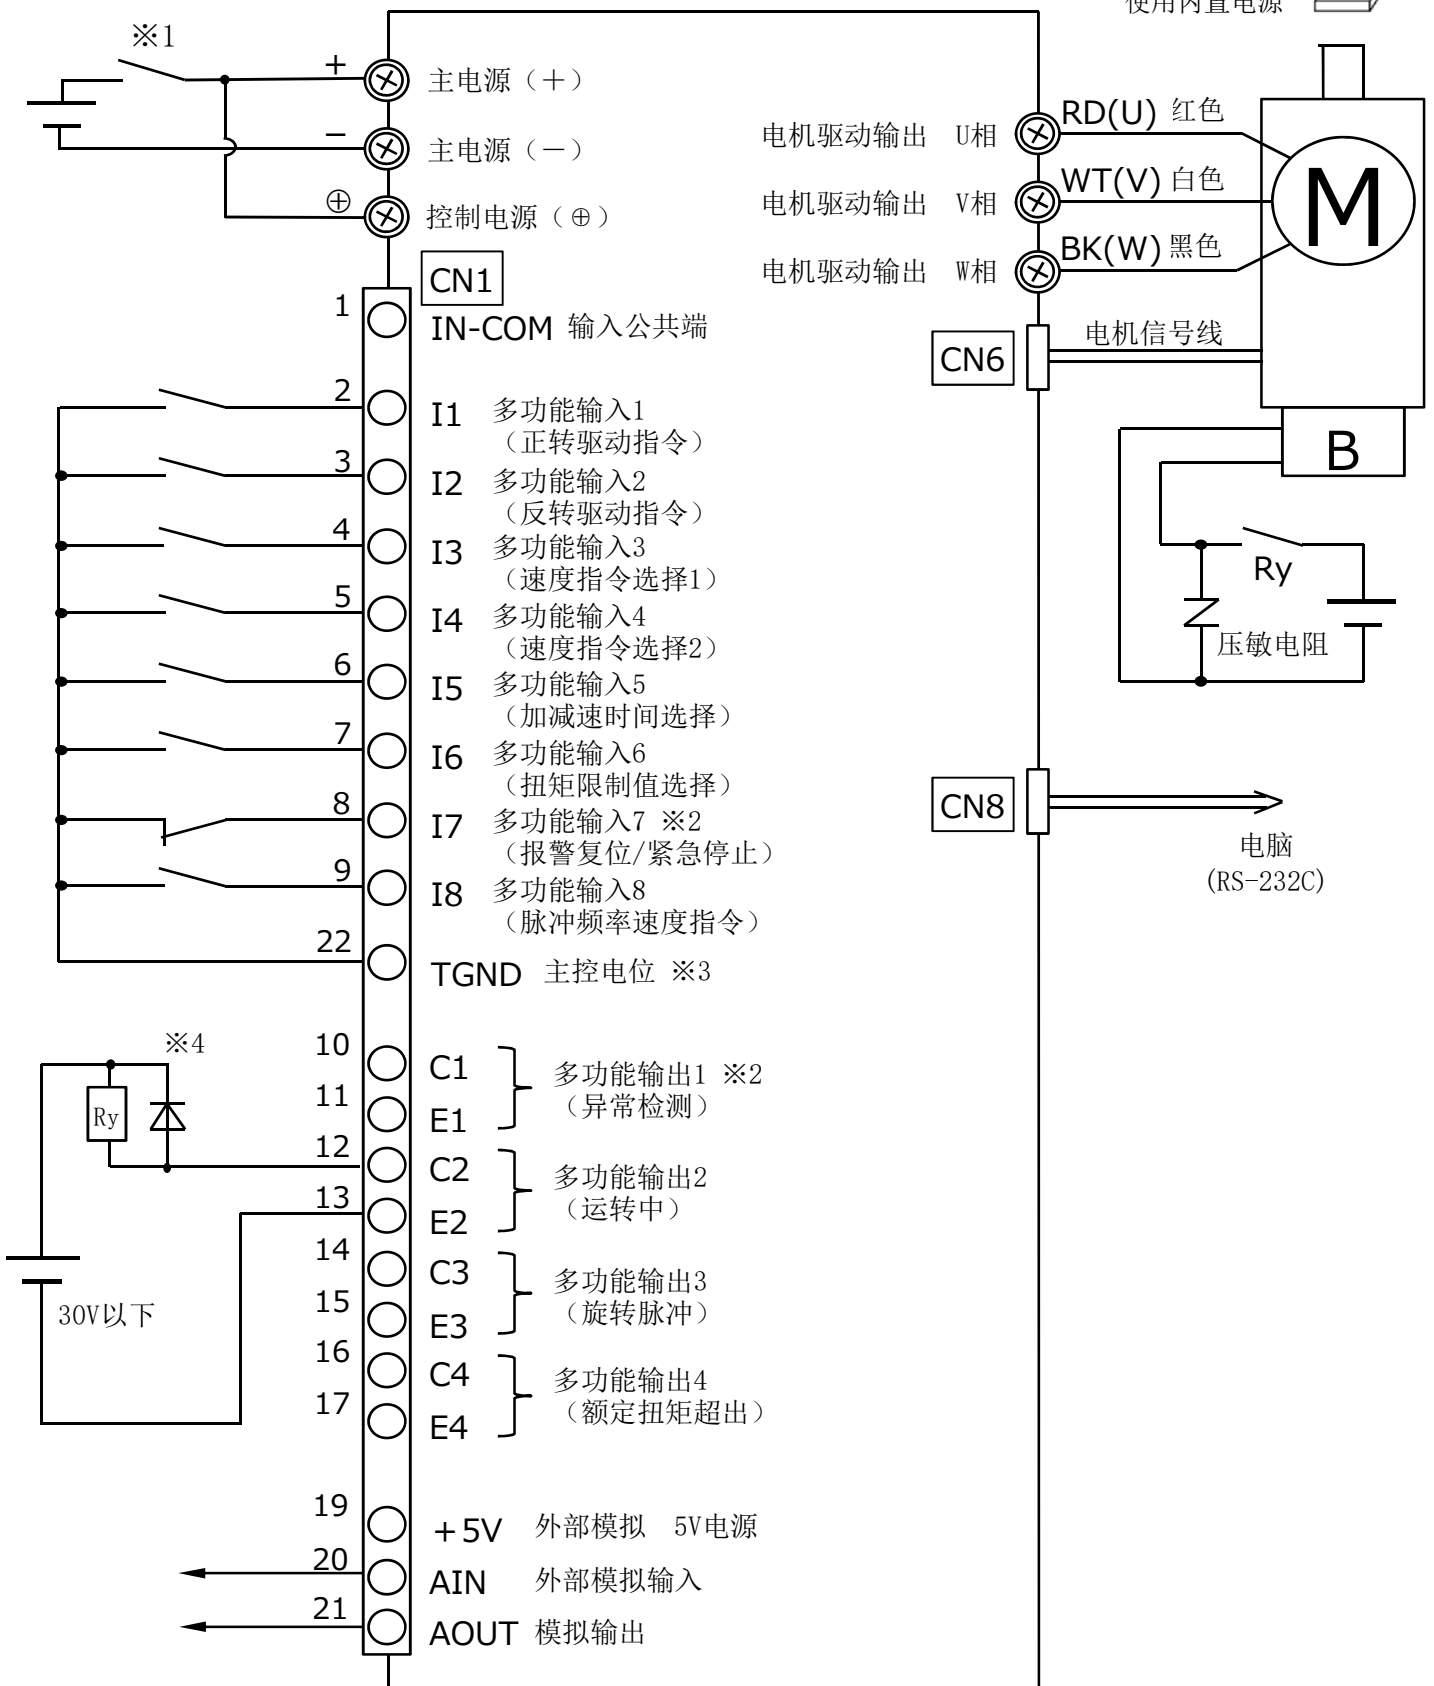 使用内置电源
※1
+ 主电源（＋）
− 主电源（－）
⊕ 控制电源（⊕）
电机驱动输出 U相 RD(U) 红色
电机驱动输出 V相 WT(V) 白色
电机驱动输出 W相 BK(W) 黑色
M
CN1
1 IN-COM 输入公共端
CN6 电机信号线
2 I1 多功能输入1
（正转驱动指令）
B
3 I2 多功能输入2
（反转驱动指令）
4 I3 多功能输入3
（速度指令选择1）
Ry
5 I4 多功能输入4
（速度指令选择2）
压敏电阻
6 I5 多功能输入5
（加减速时间选择）
7 I6 多功能输入6
（扭矩限制值选择）
8 I7 多功能输入7 ※2
（报警复位/紧急停止）
CN8
电脑
(RS-232C)
9 I8 多功能输入8
（脉冲频率速度指令）
22 TGND 主控电位 ※3
※4
Ry
30V以下
10 C1
11 E1
多功能输出1 ※2
（异常检测）
12 C2
13 E2
多功能输出2
（运转中）
14 C3
15 E3
多功能输出3
（旋转脉冲）
16 C4
17 E4
多功能输出4
（额定扭矩超出）
19 +5V 外部模拟 5V电源
20 AIN 外部模拟输入
21 AOUT 模拟输出